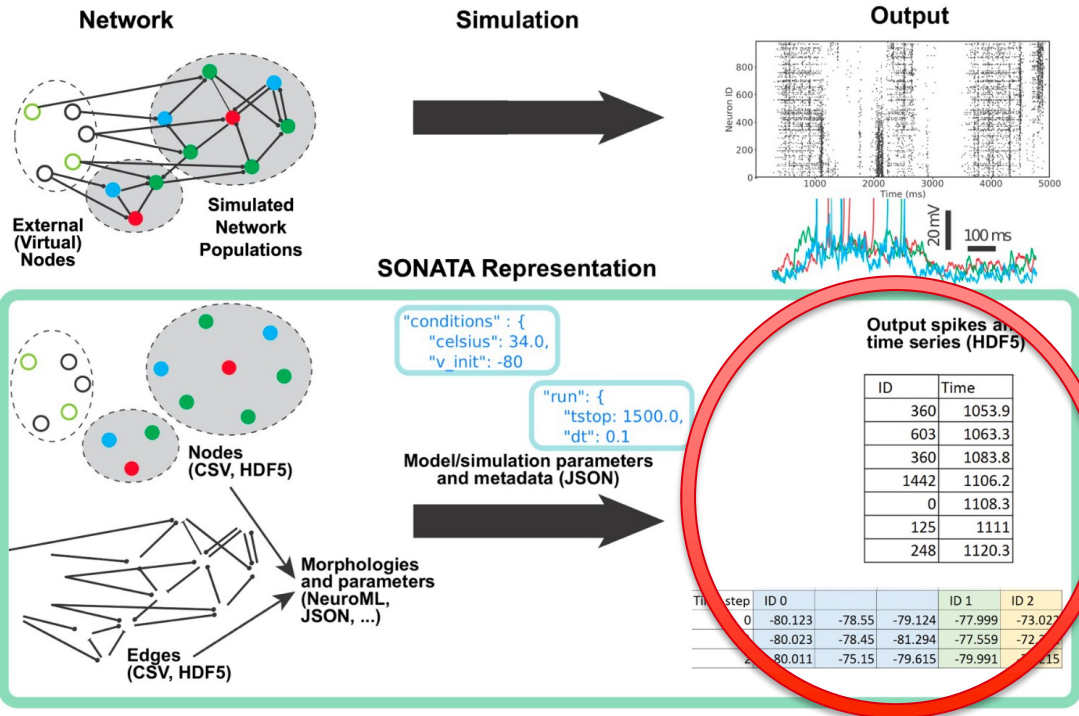 Network
Simulation
Output
Neuron ID
800
600
400
200
0
1000 2000 3000 4000 5000
Time (ms)
20 mV
100 ms
External
(Virtual)
Nodes
Simulated
Network
Populations
SONATA Representation
"conditions" : {
"celsius": 34.0,
"v_init": -80
"run": {
"tstop: 1500.0,
"dt": 0.1
Nodes
(CSV, HDF5)
Model/simulation parameters
and metadata (JSON)
Morphologies
and parameters
(NeuroML,
JSON, ...)
Edges
(CSV, HDF5)
Output spikes
time series (HDF5)
ID Time
360 1053.9
603 1063.3
360 1083.8
1442 1106.2
0 1108.3
125 1111
248 1120.3
step ID 0 ID 1 ID 2
0 -80.123 -78.55 -79.124 -77.999
-80.023 -78.45 -81.294 -77.559
2 -80.011 -75.15 -79.615 -79.991